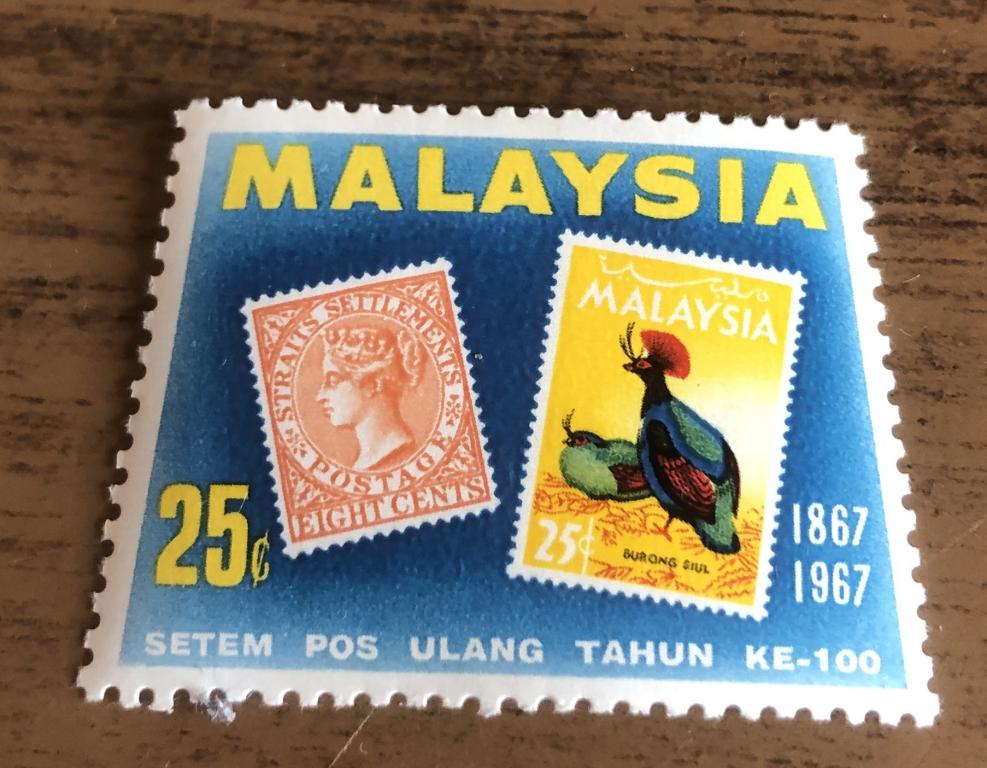 MALAYSIA
STRAITS SETTLEMENTS
POSTAGE
EIGHT CENTS
مليسيا
MALAYSIA
25¢
BURONG SIUL
25¢
1867
1967
SETEM POS ULANG TAHUN KE-100